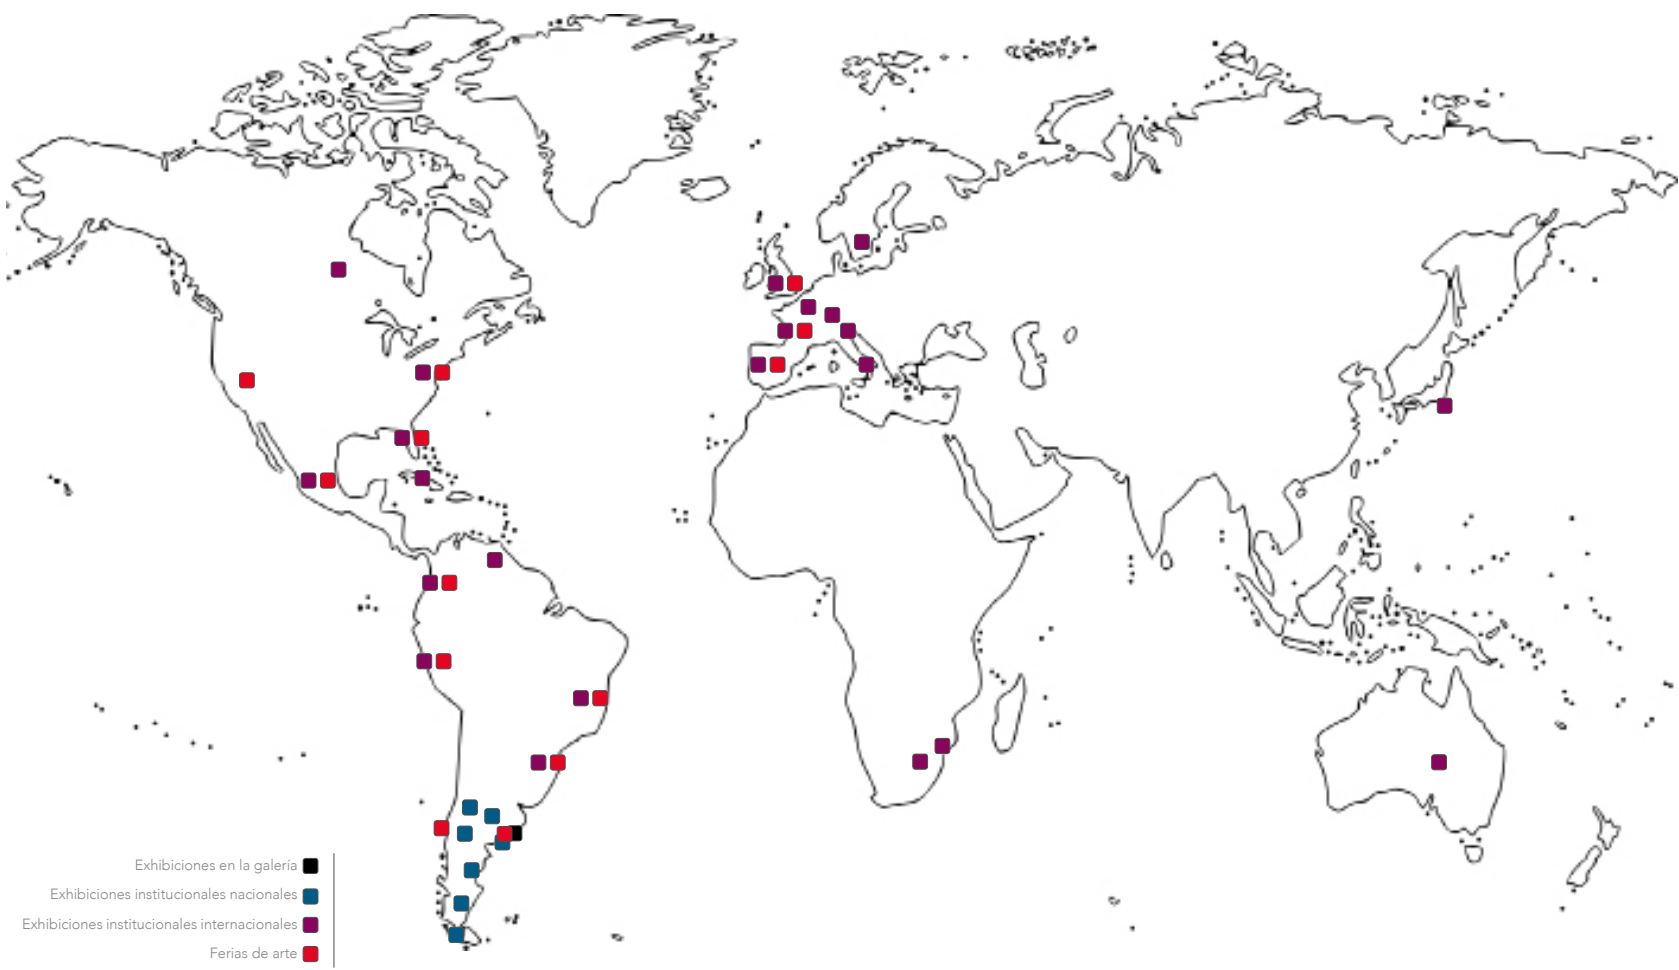 Exhibiciones en la galería
Exhibiciones institucionales nacionales
Exhibiciones institucionales internacionales
Ferias de arte